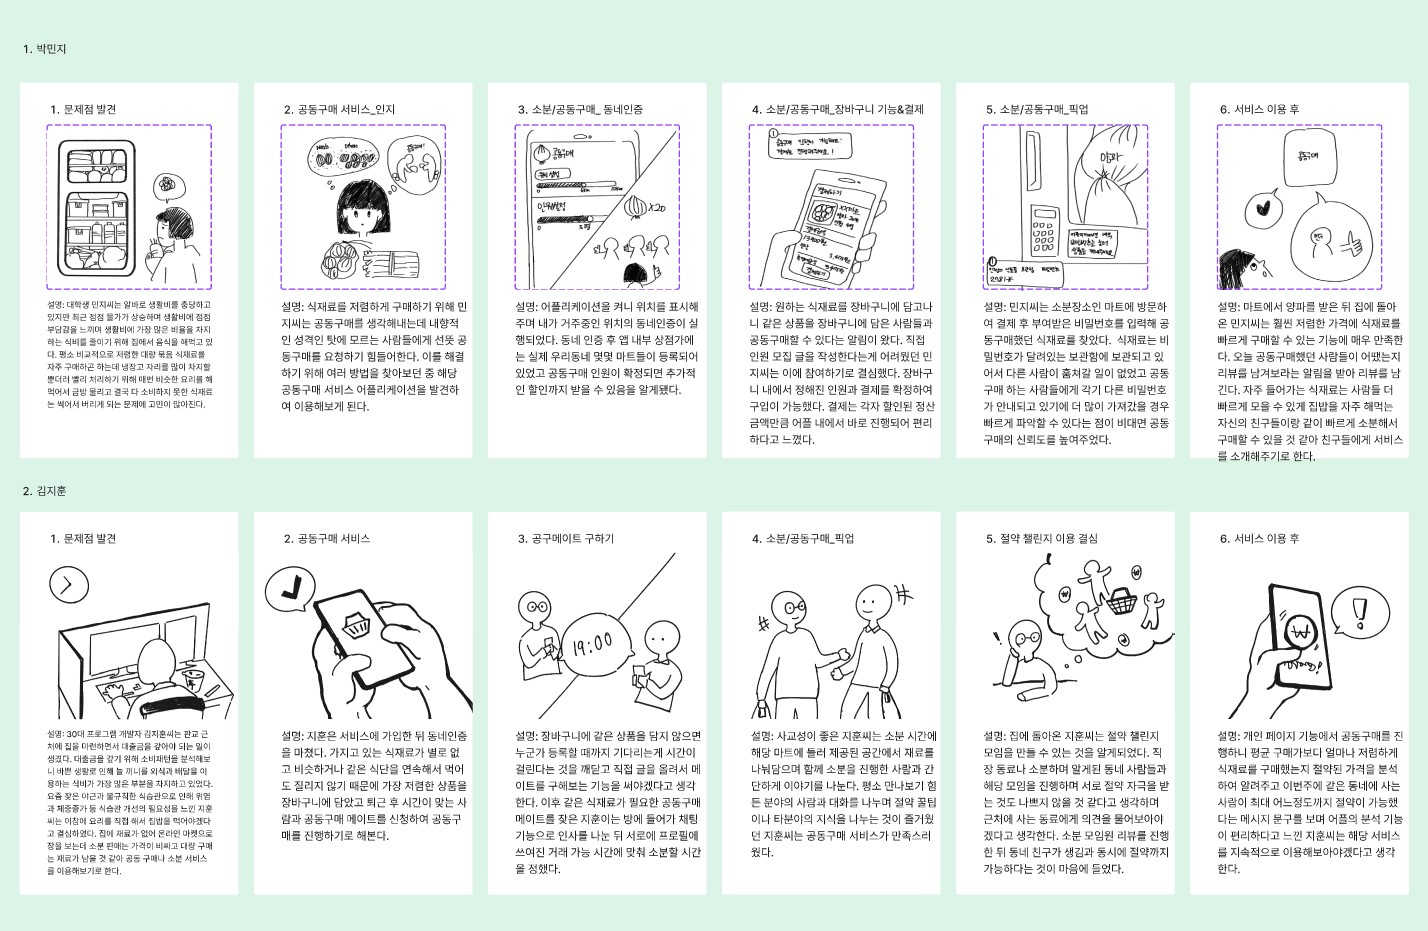 1. 박민지
1. 문제점 발견
설명: 대학생 민지씨는 알바로 생활비를 충당하고
있지만 최근 점점 물가가 상승하며 생활비에 점점
부담감을 느끼며 생활비에 가장 많은 비율을 차지
하는 식비를 줄이기 위해 집에서 음식을 해먹고 있
다. 평소 비교적으로 저렴한 대량 묶음 식재료를
자주 구매하곤 하는데 냉장고 자리를 많이 차지할
뿐더러 빨리 처리하기 위해 매번 비슷한 요리를 해
먹어서 금방 물리고 결국 다 소비하지 못한 식재료
는 썩어서 버리게 되는 문제에 고민이 많아진다.
2. 공동구매 서비스_인지
Needs
공동구매!
설명: 식재료를 저렴하게 구매하기 위해 민
지씨는 공동구매를 생각해내는데 내향적
인 성격인 탓에 모르는 사람들에게 선뜻 공
동구매를 요청하기 힘들어한다. 이를 해결
하기 위해 여러 방법을 찾아보던 중 해당
공동구매 서비스 어플리케이션을 발견하
여 이용해보게 된다.
3. 소분/공동구매_ 동네인증
공동구매
인원설정
X20
설명: 어플리케이션을 켜니 위치를 표시해
주며 내가 거주중인 위치의 동네인증이 실
행되었다. 동네 인증 후 앱 내부 상점가에
는 실제 우리동네 몇몇 마트들이 등록되어
있었고 공동구매 인원이 확정되면 추가적
인 할인까지 받을 수 있음을 알게됐다.
4. 소분/공동구매_장바구니 기능&결제
결제하기
설명: 원하는 식재료를 장바구니에 담고나
니 같은 상품을 장바구니에 담은 사람들과
공동구매할 수 있다는 알림이 왔다. 직접
인원 모집 글을 작성한다는게 어려웠던 민
지씨는 이에 참여하기로 결심했다. 장바구
니 내에서 정해진 인원과 결제를 확정하여
구입이 가능했다. 결제는 각자 할인된 정산
금액만큼 어플 내에서 바로 진행되어 편리
하다고 느꼈다.
5. 소분/공동구매_픽업
양파
설명: 민지씨는 소분장소인 마트에 방문하
여 결제 후 부여받은 비밀번호를 입력해 공
동구매했던 식재료를 찾았다.  식재료는 비
밀번호가 달려있는 보관함에 보관되고 있
어서 다른 사람이 훔쳐갈 일이 없었고 공동
구매 하는 사람들에게 각기 다른 비밀번호
가 안내되고 있기에 더 많이 가져갔을 경우
빠르게 파악할 수 있다는 점이 비대면 공동
구매의 신뢰도를 높여주었다.
6. 서비스 이용 후
공동구매
친구
설명: 마트에서 양파를 받은 뒤 집에 돌아
온 민지씨는 훨씬 저렴한 가격에 식재료를
빠르게 구매할 수 있는 기능에 매우 만족한
다. 오늘 공동구매했던 사람들이 어땠는지
리뷰를 남겨보라는 알림을 받아 리뷰를 남
긴다. 자주 들어가는 식재료는 사람들 더
빠르게 모을 수 있게 집밥을 자주 해먹는
자신의 친구들이랑 같이 빠르게 소분해서
구매할 수 있을 것 같아 친구들에게 서비스
를 소개해주기로 한다.
2. 김지훈
1. 문제점 발견
설명: 30대 프로그램 개발자 김지훈씨는 판교 근
처에 집을 마련하면서 대출금을 갚아야 되는 일이
생겼다. 대출금을 갚기 위해 소비패턴을 분석해보
니 바쁜 생활로 인해 늘 끼니를 외식과 배달을 이
용하는 식비가 가장 많은 부분을 차지하고 있었다.
요즘 잦은 야근과 불규칙한 식습관으로 인해 위염
과 체중증가 등 식습관 개선의 필요성을 느낀 지훈
씨는 이참에 요리를 직접 해서 집밥을 먹어야겠다
고 결심하였다. 집에 재료가 없어 온라인 마켓으로
장을 보는데 소분 판매는 가격이 비싸고 대량 구매
는 재료가 남을 것 같아 공동 구매나 소분 서비스
를 이용해보기로 한다.
2. 공동구매 서비스
설명: 지훈은 서비스에 가입한 뒤 동네인증
을 마쳤다. 가지고 있는 식재료가 별로 없
고 비슷하거나 같은 식단을 연속해서 먹어
도 질리지 않기 때문에 가장 저렴한 상품을
장바구니에 담았고 퇴근 후 시간이 맞는 사
람과 공동구매 메이트를 신청하여 공동구
매를 진행하기로 해본다.
3. 공구메이트 구하기
19:00
설명: 장바구니에 같은 상품을 담지 않으면
누군가 등록할 때까지 기다리는게 시간이
걸린다는 것을 깨닫고 직접 글을 올려서 메
이트를 구해보는 기능을 써야겠다고 생각
한다. 이후 같은 식재료가 필요한 공동구매
메이트를 찾은 지훈이는 방에 들어가 채팅
기능으로 인사를 나눈 뒤 서로에 프로필에
쓰여진 거래 가능 시간에 맞춰 소분할 시간
을 정했다.
4. 소분/공동구매_픽업
설명: 사교성이 좋은 지훈씨는 소분 시간에
해당 마트에 들러 제공된 공간에서 재료를
나눠담으며 함께 소분을 진행한 사람과 간
단하게 이야기를 나눈다. 평소 만나보기 힘
든 분야의 사람과 대화를 나누며 절약 꿀팁
이나 타분야의 지식을 나누는 것이 즐거웠
던 지훈씨는 공동구매 서비스가 만족스러
웠다.
5. 절약 챌린지 이용 결심
설명: 집에 돌아온 지훈씨는 절약 챌린지
모임을 만들 수 있는 것을 알게되었다. 직
장 동료나 소분하며 알게된 동네 사람들과
해당 모임을 진행하며 서로 절약 자극을 받
는 것도 나쁘지 않을 것 같다고 생각하며
근처에 사는 동료에게 의견을 물어보아야
겠다고 생각한다. 소분 모임원 리뷰를 진행
한 뒤 동네 친구가 생김과 동시에 절약까지
가능하다는 것이 마음에 들었다.
6. 서비스 이용 후
설명: 개인 페이지 기능에서 공동구매를 진
행하니 평균 구매가보다 얼마나 저렴하게
식재료를 구매했는지 절약된 가격을 분석
하여 알려주고 이번주에 같은 동네에 사는
사람이 최대 어느정도까지 절약이 가능했
다는 메시지 문구를 보며 어플의 분석 기능
이 편리하다고 느낀 지훈씨는 해당 서비스
를 지속적으로 이용해보아야겠다고 생각
한다.